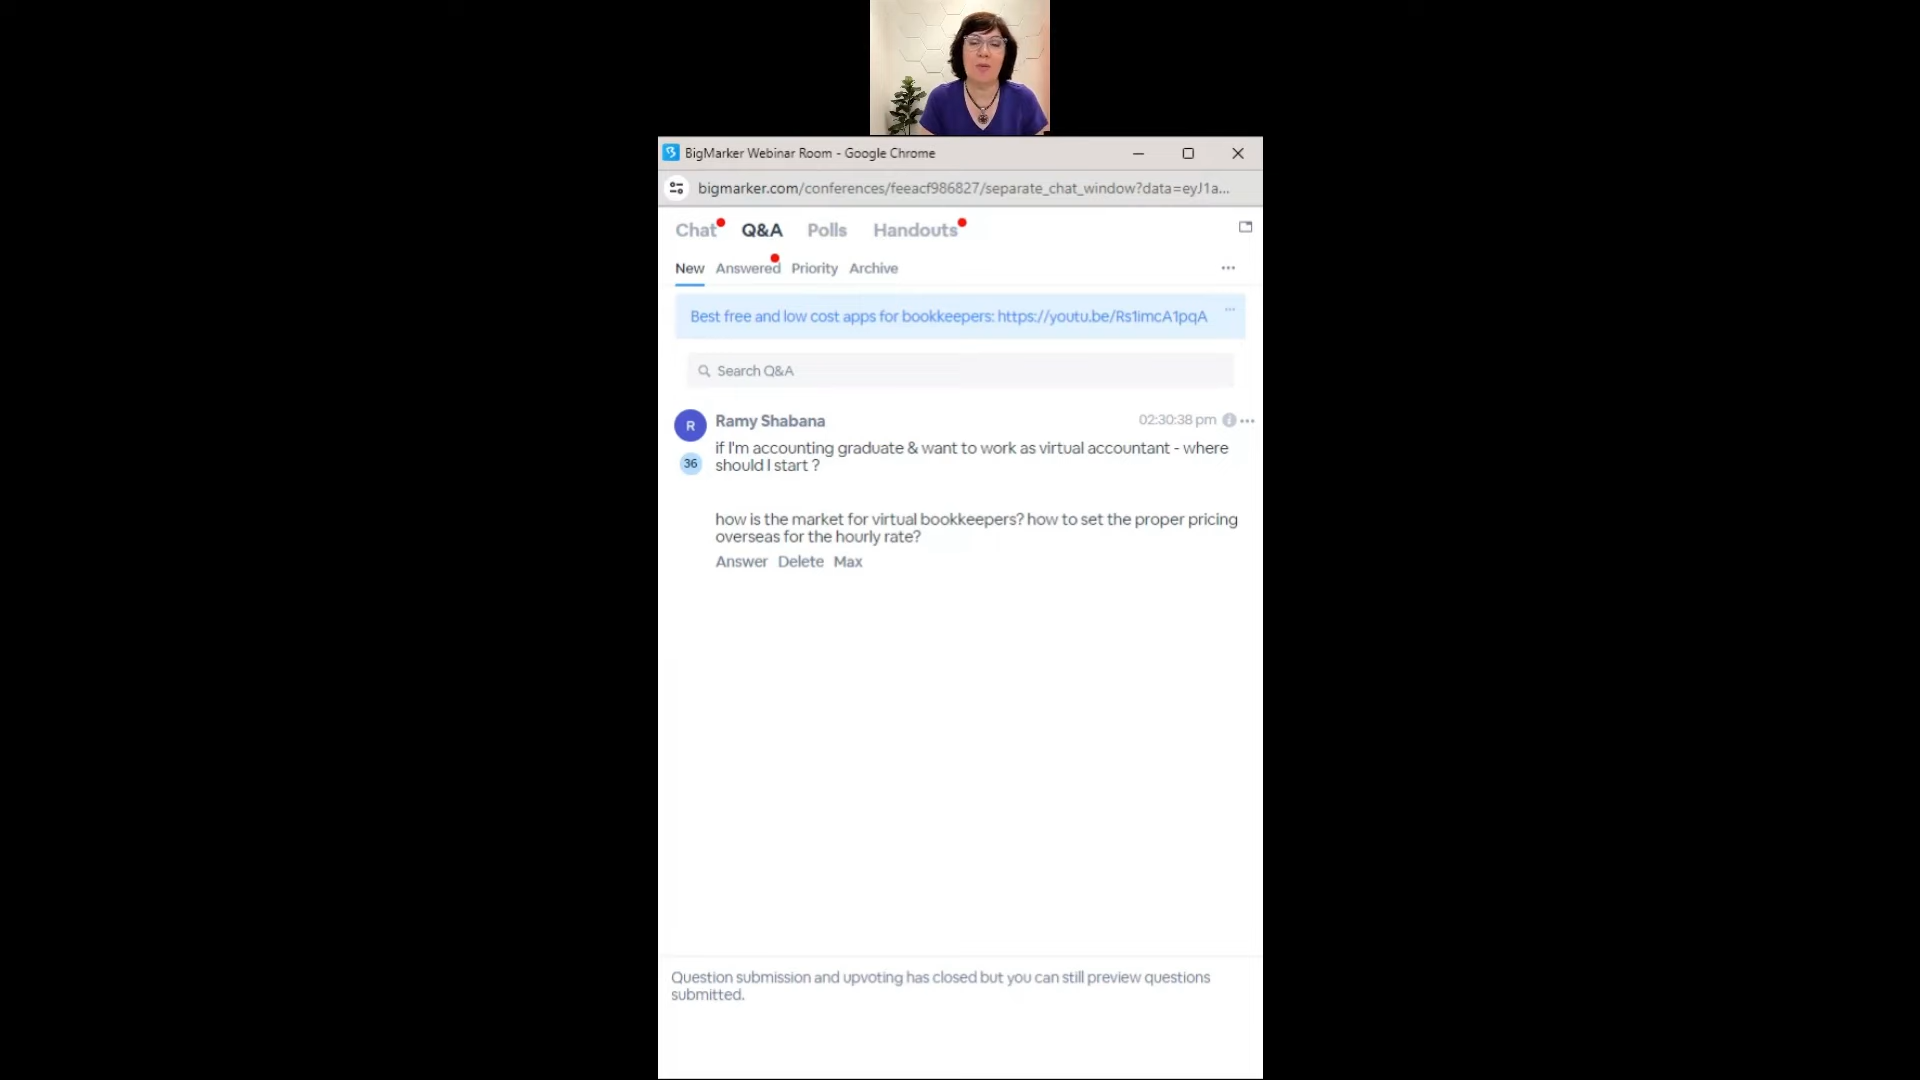 BigMarker Webinar Room - Google Chrome
bigmarker.com/conferences/feeacf986827/separate_chat_window?data=eyJ1a...
Chat Q&A Polls Handouts
New Answered Priority Archive
Best free and low cost apps for bookkeepers: https://youtu.be/Rs1imcA1pqA
Search Q&A
R Ramy Shabana 02:30:38 pm
36 if I'm accounting graduate & want to work as virtual accountant - where
should I start ?
how is the market for virtual bookkeepers? how to set the proper pricing
overseas for the hourly rate?
Answer Delete Max
Question submission and upvoting has closed but you can still preview questions
submitted.